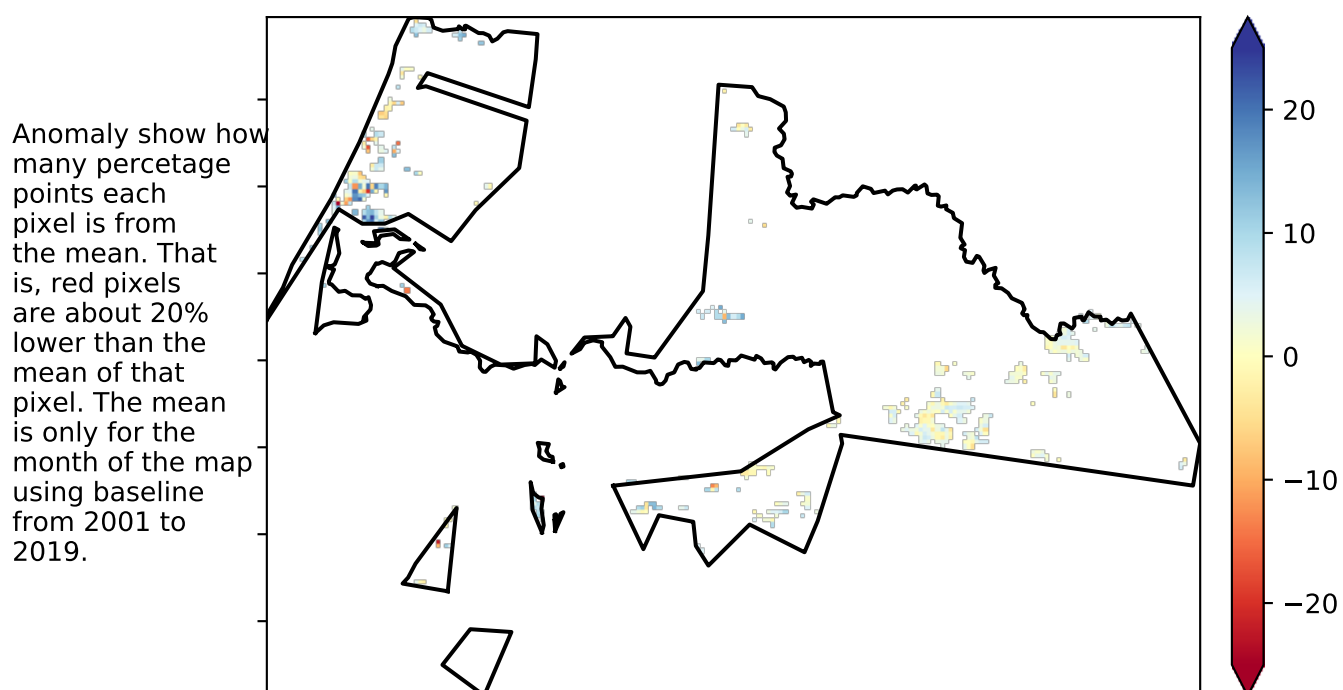 Anomaly show how
many percetage
points each
pixel is from
the mean. That
is, red pixels
are about 20%
lower than the
mean of that
pixel. The mean
is only for the
month of the map
using baseline
from 2001 to
2019.
20
10
0
−10
−20